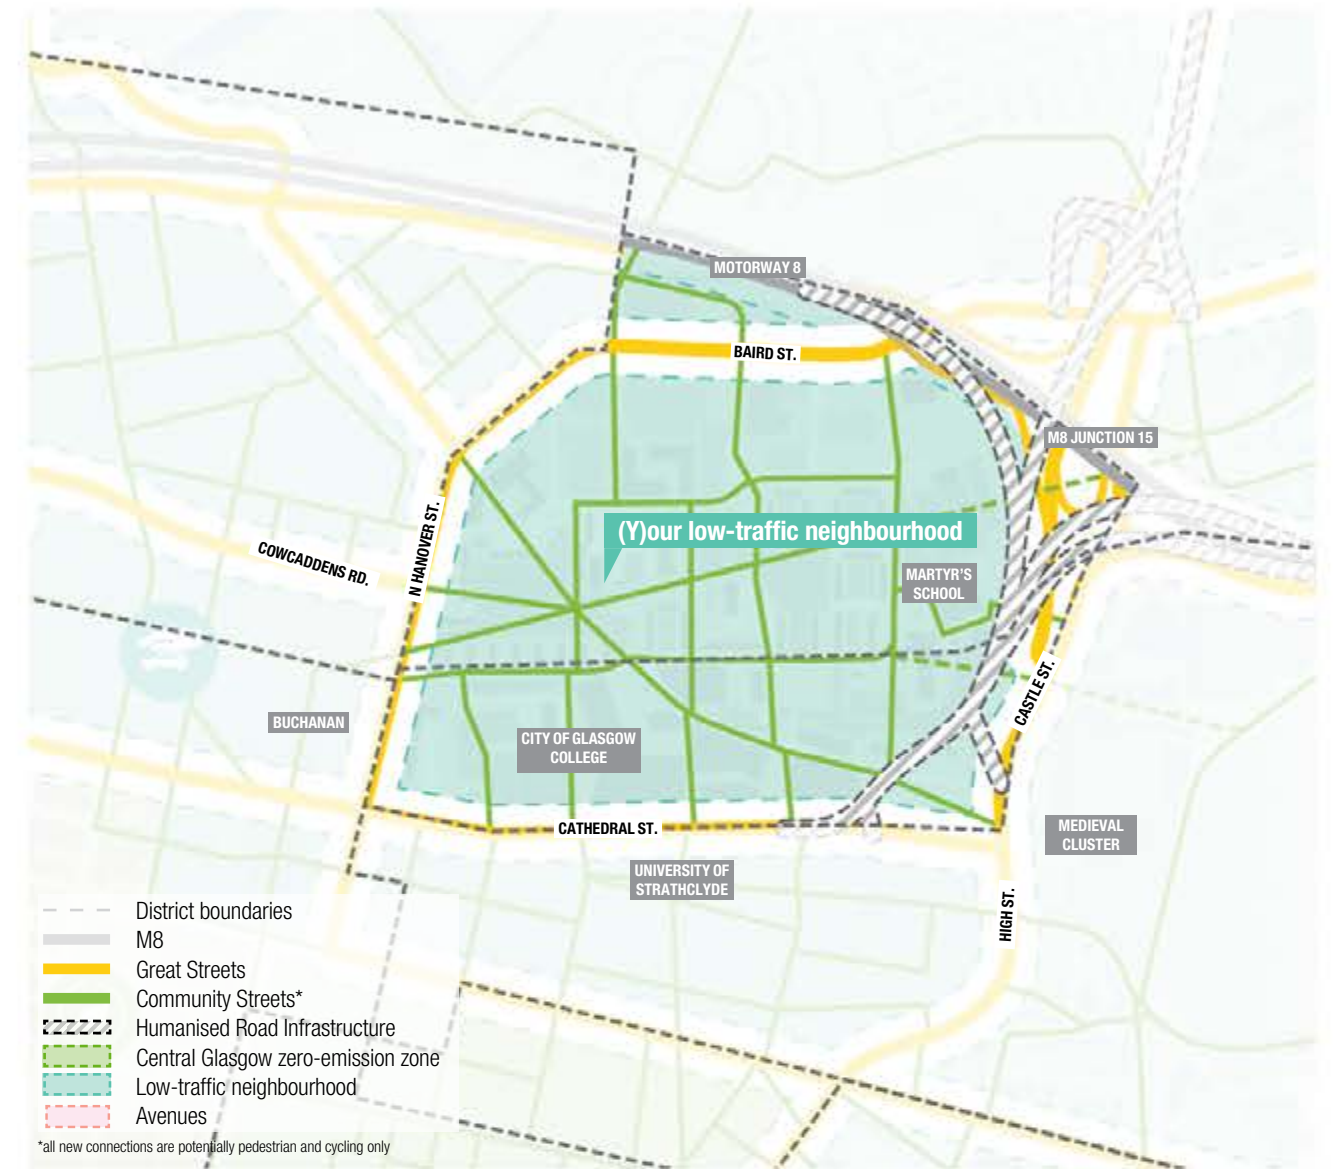 MOTORWAY 8
BAIRD ST.
M8 JUNCTION 15
N HANOVER ST.
(Y)our low-traffic neighbourhood
COWCADDENS RD.
MARTYR'S
SCHOOL
CASTLE ST.
BUCHANAN
CITY OF GLASGOW
COLLEGE
CATHEDRAL ST.
MEDIEVAL
CLUSTER
UNIVERSITY OF
STRATHCLYDE
HIGH ST.
District boundaries
M8
Great Streets
Community Streets*
Humanised Road Infrastructure
Central Glasgow zero-emission zone
Low-traffic neighbourhood
Avenues
*all new connections are potentially pedestrian and cycling only